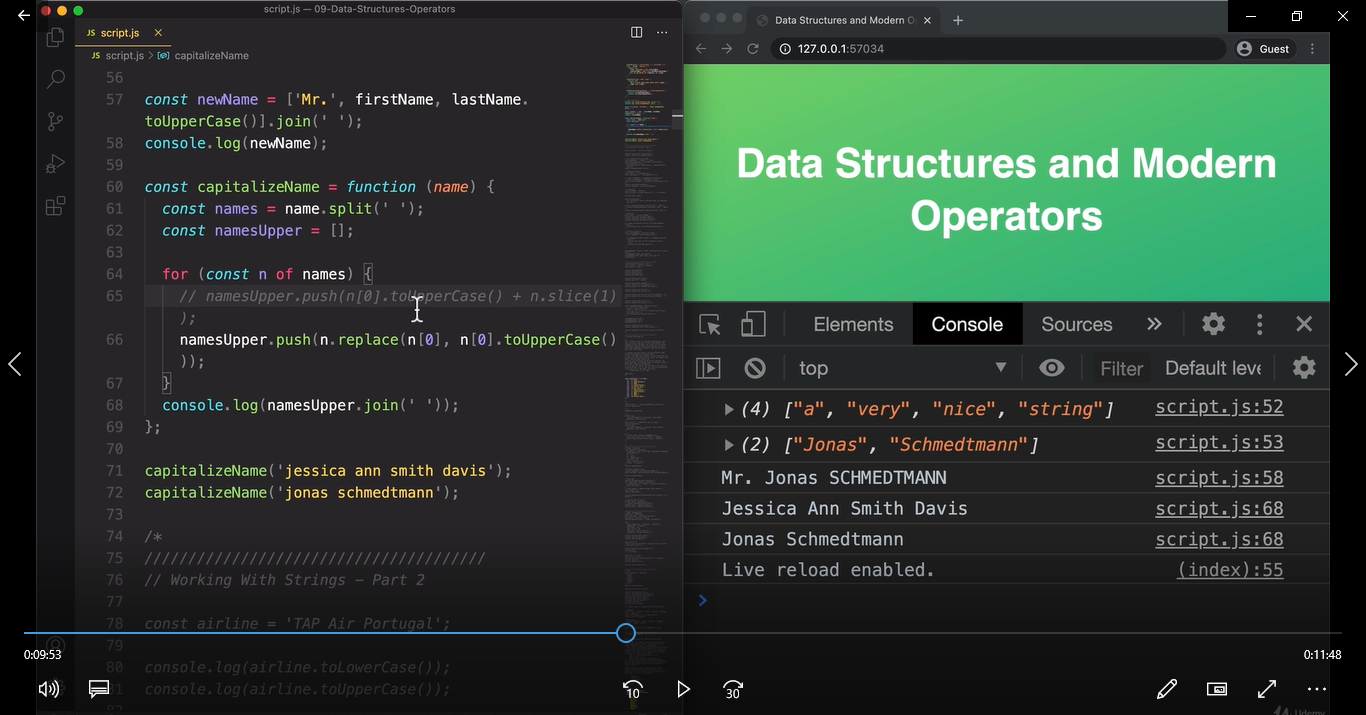 script.js — 09-Data-Structures-Operators
JS script.js ×
JS script.js > capitalizeName
56
57 const newName = ['Mr.', firstName, lastName.
toUpperCase()].join(' ');
58 console.log(newName);
59
60 const capitalizeName = function (name) {
61 const names = name.split(' ');
62 const namesUpper = [];
63
64 for (const n of names) {
65 // namesUpper.push(n[0].toUpperCase() + n.slice(1)
);
66 namesUpper.push(n.replace(n[0], n[0].toUpperCase()
));
67 }
68 console.log(namesUpper.join(' '));
69 };
70
71 capitalizeName('jessica ann smith davis');
72 capitalizeName('jonas schmedtmann');
73
74 /*
75 ///////////////////////////////////////
76 // Working With Strings – Part 2
77
78 const airline = 'TAP Air Portugal';
79
80 console.log(airline.toLowerCase());
81 console.log(airline.toUpperCase());
82
Data Structures and Modern O × +
127.0.0.1:57034
Guest
Data Structures and Modern
Operators
Elements Console Sources »
top Filter Default leve
(4) ["a", "very", "nice", "string"] script.js:52
(2) ["Jonas", "Schmedtmann"] script.js:53
Mr. Jonas SCHMEDTMANN script.js:58
Jessica Ann Smith Davis script.js:68
Jonas Schmedtmann script.js:68
Live reload enabled. (index):55
>
0:09:53
0:11:48
10
30
Udemy